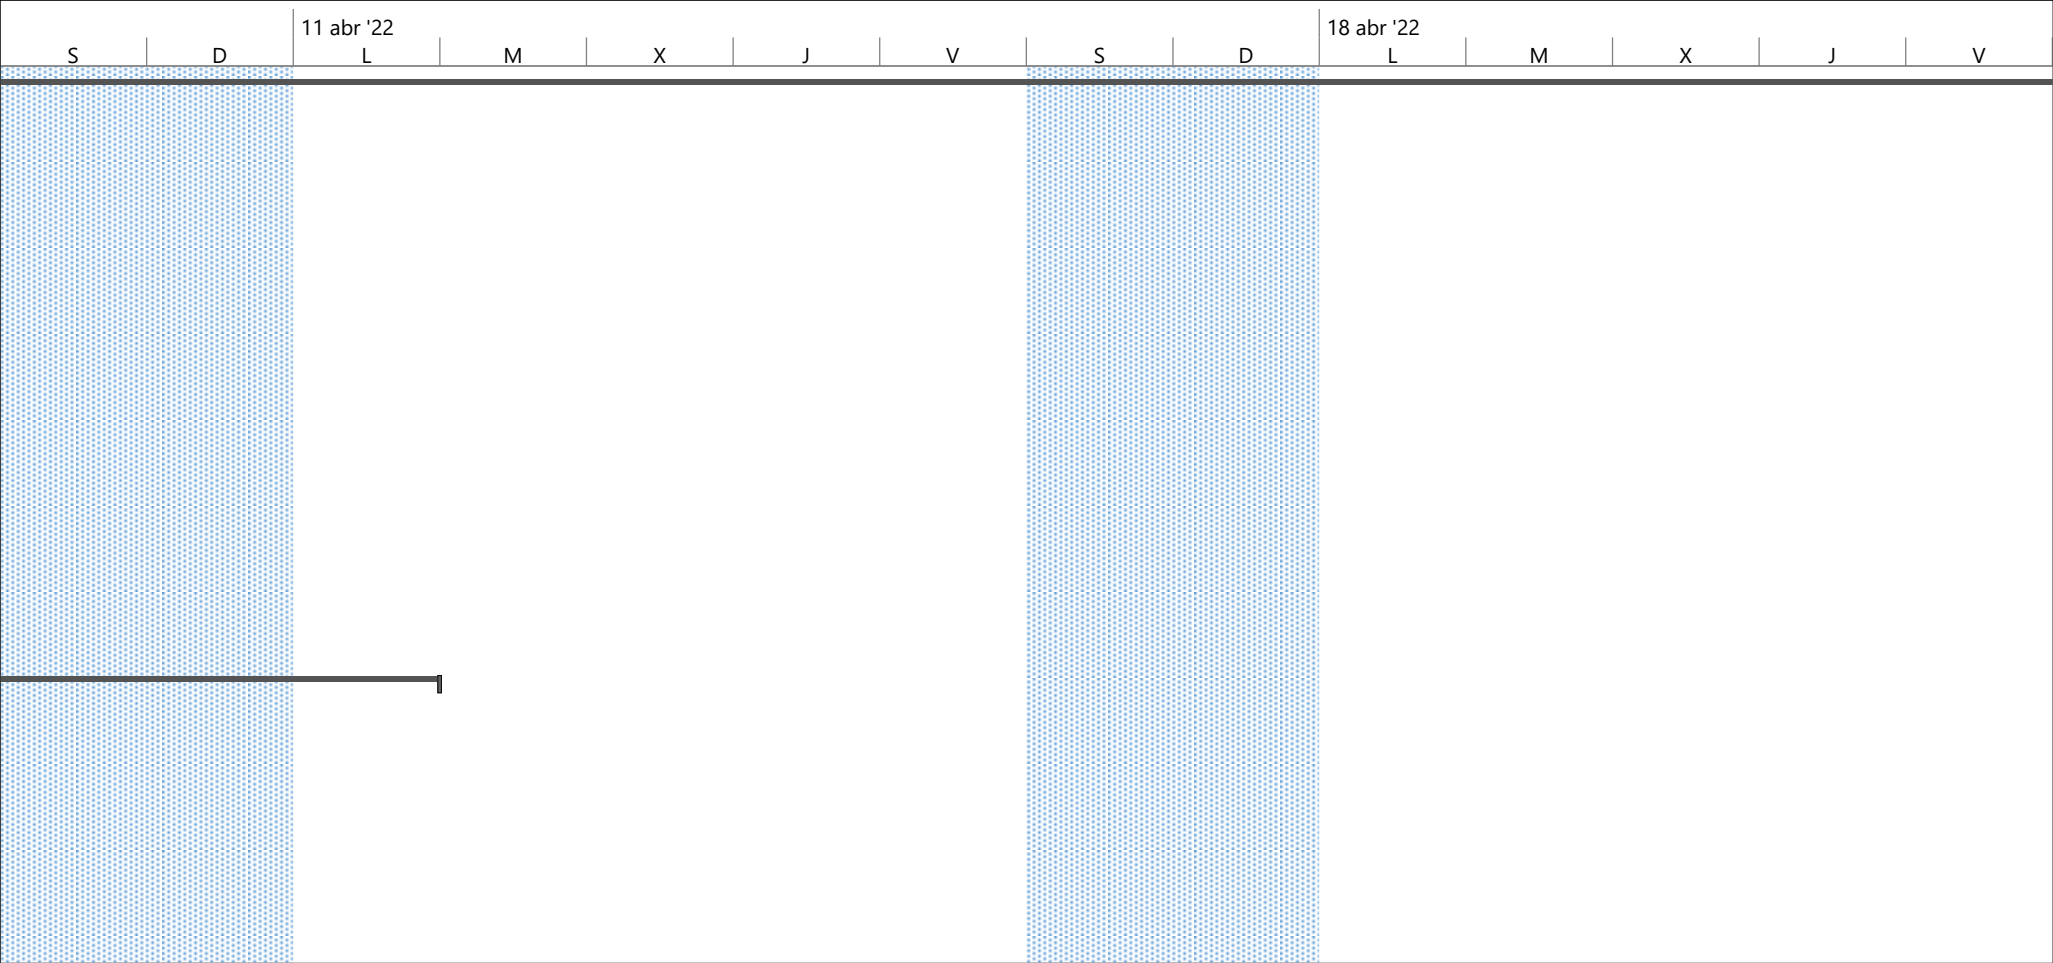 11 abr '22 18 abr '22
S D L M X J V S D L M X J V